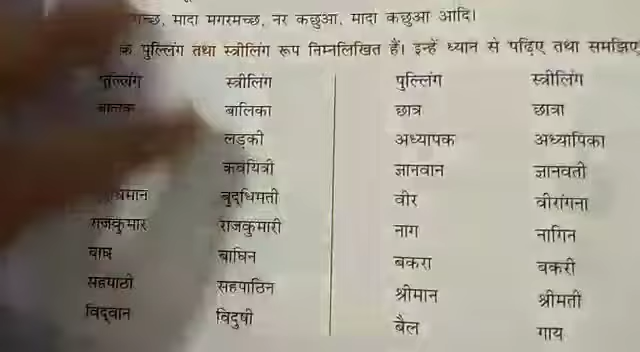 मादा मगरमच्छ, नर कछुआ, मादा कछुआ आदि।
पुल्लिंग तथा स्त्रीलिंग रूप निम्नलिखित हैं। इन्हें ध्यान से पढ़िए तथा समझिए
स्त्रीलिंग पुल्लिंग स्त्रीलिंग
बालक बालिका छात्र छात्रा
लड़की अध्यापक अध्यापिका
कवयित्री ज्ञानवान ज्ञानवती
बुद्धिमती वीर वीरांगना
राजकुमार राजकुमारी नाग नागिन
बाघ बाघिन बकरा बकरी
सहपाठी सहपाठिन श्रीमान श्रीमती
विद्वान विदुषी बैल गाय